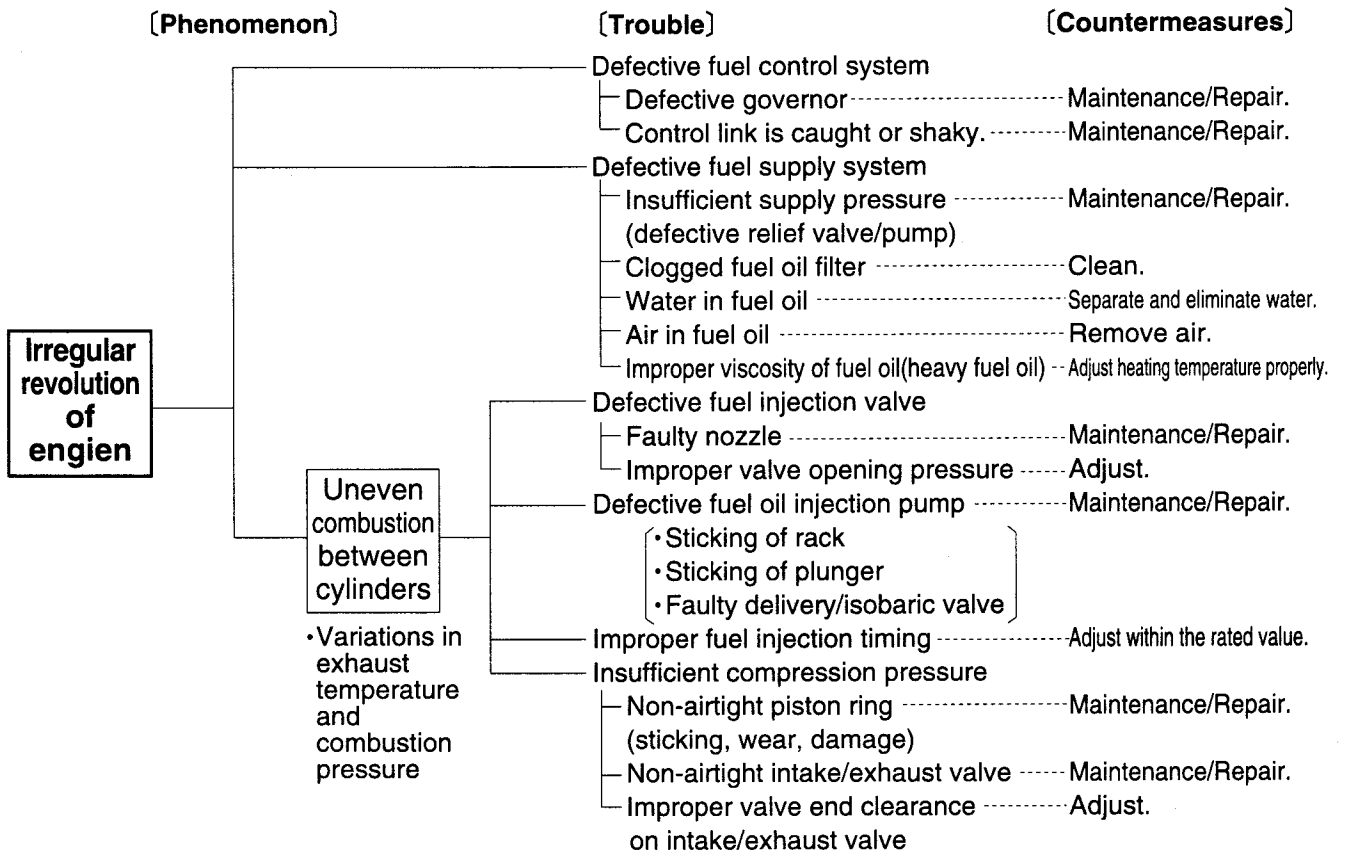 〔Phenomenon〕 〔Trouble〕 〔Countermeasures〕
Defective fuel control system
Defective governor Maintenance/Repair.
Control link is caught or shaky. Maintenance/Repair.
Defective fuel supply system
Insufficient supply pressure Maintenance/Repair.
(defective relief valve/pump)
Clogged fuel oil filter Clean.
Water in fuel oil Separate and eliminate water.
Air in fuel oil Remove air.
Improper viscosity of fuel oil(heavy fuel oil) Adjust heating temperature properly.
Irregular
revolution
of
engien
Defective fuel injection valve
Faulty nozzle Maintenance/Repair.
Improper valve opening pressure Adjust.
Uneven
combustion
between
cylinders
・Variations in
exhaust
temperature
and
combustion
pressure
Defective fuel oil injection pump Maintenance/Repair.
・Sticking of rack
・Sticking of plunger
・Faulty delivery/isobaric valve
Improper fuel injection timing Adjust within the rated value.
Insufficient compression pressure
Non-airtight piston ring Maintenance/Repair.
(sticking, wear, damage)
Non-airtight intake/exhaust valve Maintenance/Repair.
Improper valve end clearance Adjust.
on intake/exhaust valve